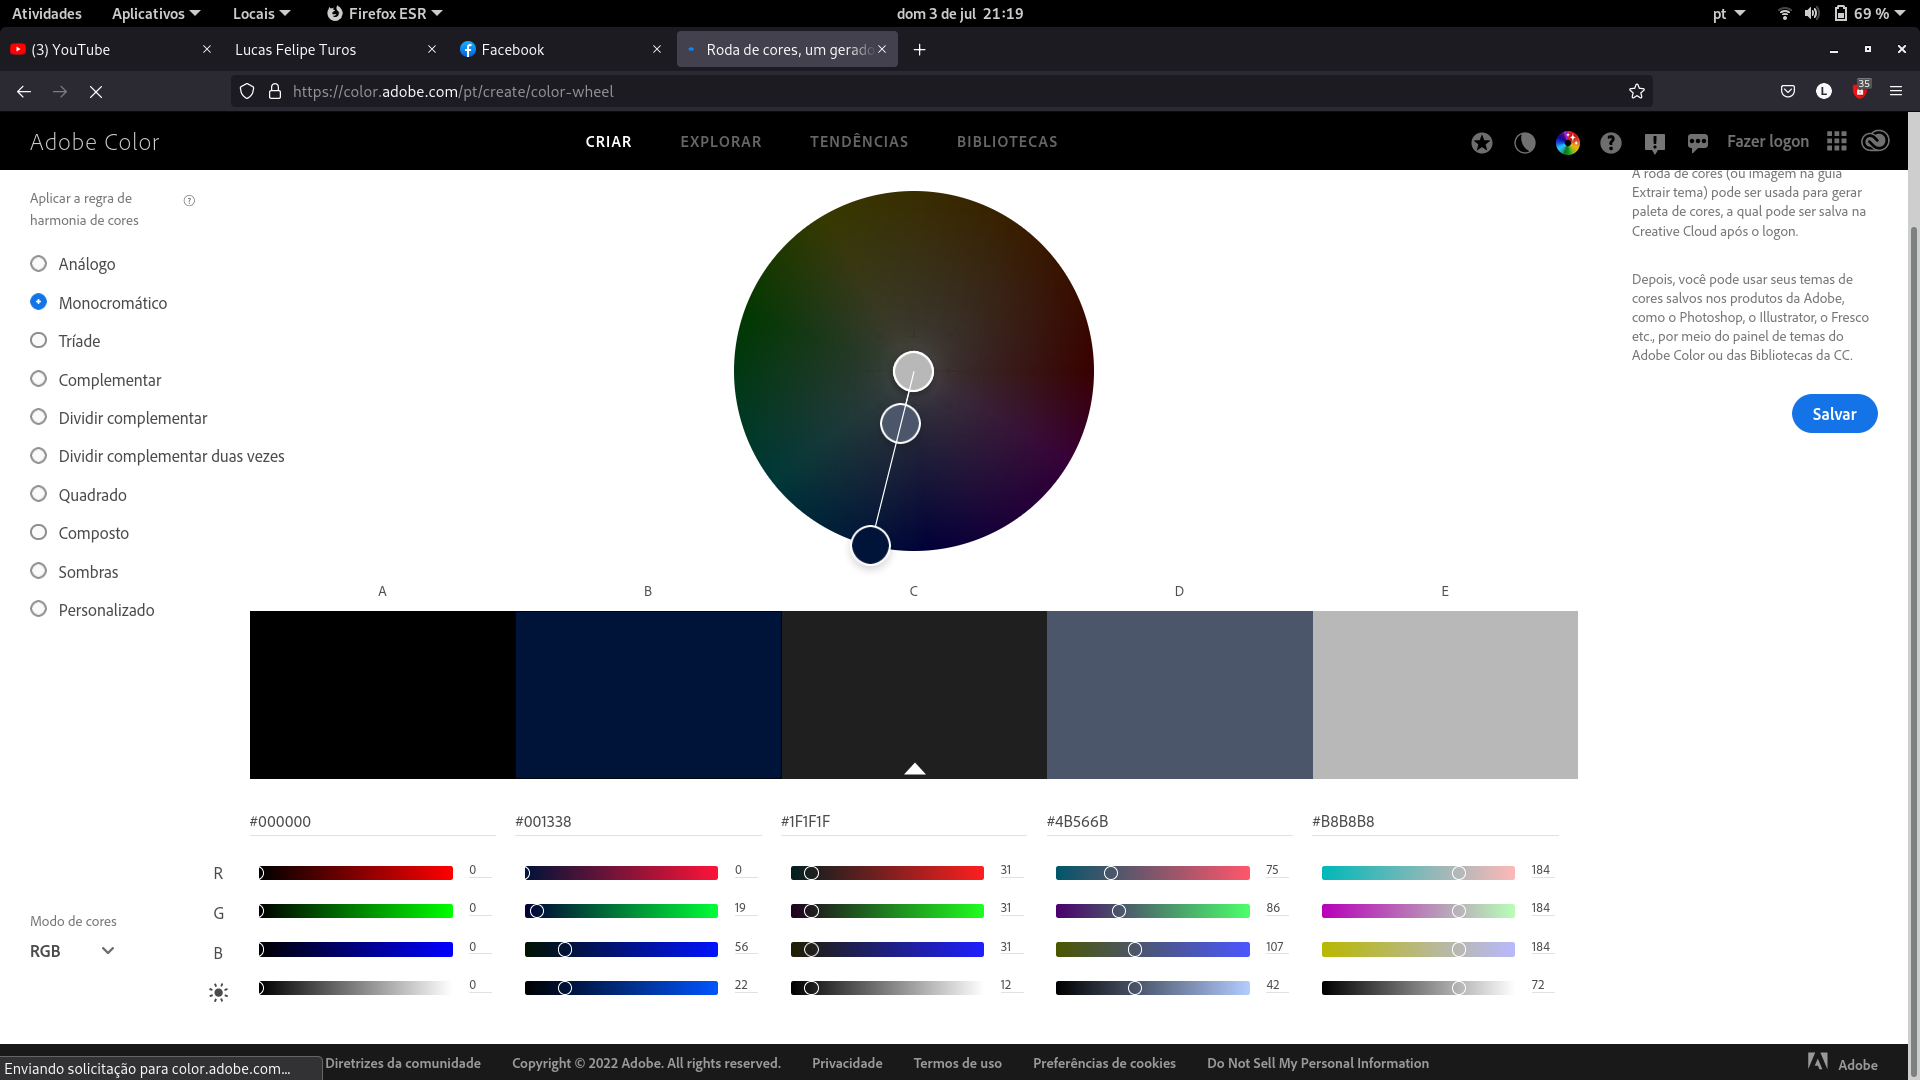 Atividades Aplicativos Locais Firefox ESR dom 3 de jul 21:19 pt 69 %
(3) YouTube Lucas Felipe Turos Facebook Roda de cores, um gerado
https://color.adobe.com/pt/create/color-wheel L 35
Adobe Color CRIAR EXPLORAR TENDÊNCIAS BIBLIOTECAS Fazer logon
Aplicar a regra de
harmonia de cores
Análogo
Monocromático
Tríade
Complementar
Dividir complementar
Dividir complementar duas vezes
Quadrado
Composto
Sombras
Personalizado
A roda de cores (ou imagem na guia
Extrair tema) pode ser usada para gerar
paleta de cores, a qual pode ser salva na
Creative Cloud após o logon.
Depois, você pode usar seus temas de
cores salvos nos produtos da Adobe,
como o Photoshop, o Illustrator, o Fresco
etc., por meio do painel de temas do
Adobe Color ou das Bibliotecas da CC.
Salvar
A B C D E
#000000 #001338 #1F1F1F #4B566B #B8B8B8
R 0 0 31 75 184
G 0 19 31 86 184
B 0 56 31 107 184
0 22 12 42 72
Modo de cores
RGB
Enviando solicitação para color.adobe.com...
Diretrizes da comunidade Copyright © 2022 Adobe. All rights reserved. Privacidade Termos de uso Preferências de cookies Do Not Sell My Personal Information Adobe